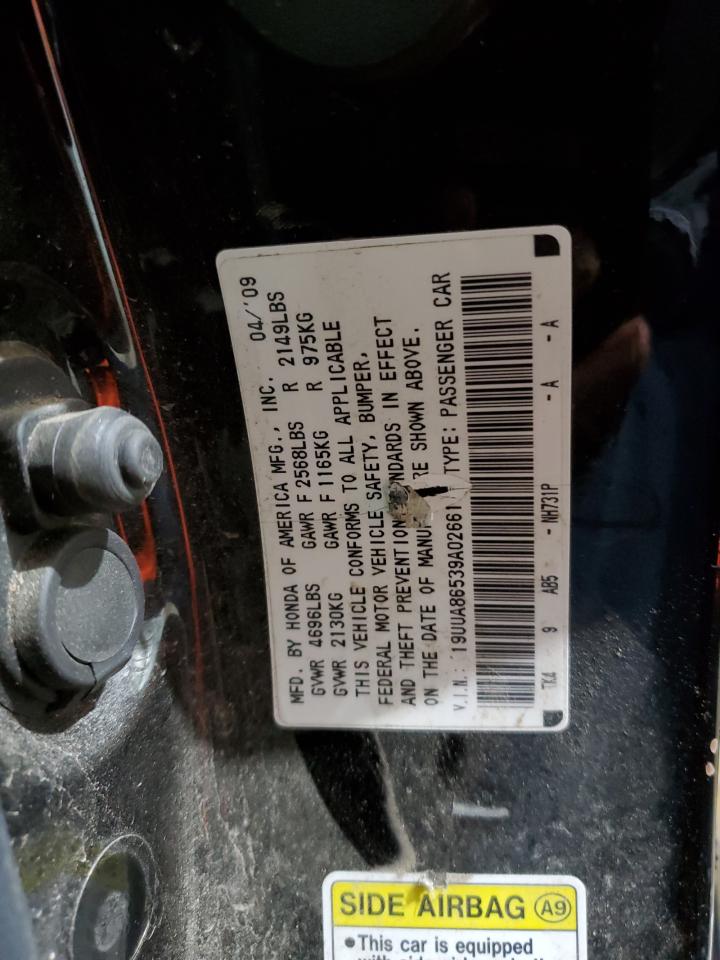 MFD. BY HONDA OF AMERICA MFG., INC. 04/'09
GVWR 4696LBS GAWR F 2568LBS R 2149LBS
GVWR 2130KG GAWR F 1165KG R 975KG
THIS VEHICLE CONFORMS TO ALL APPLICABLE
FEDERAL MOTOR VEHICLE SAFETY, BUMPER,
AND THEFT PREVENTION IN EFFECT
ON THE DATE OF SHOWN ABOVE.
V.I.N. 19UUA86539A02661 TYPE: PASSENGER CAR
TK4 9 AB5 - NH731P - A - A
SIDE AIRBAG A9
• This car is equipped